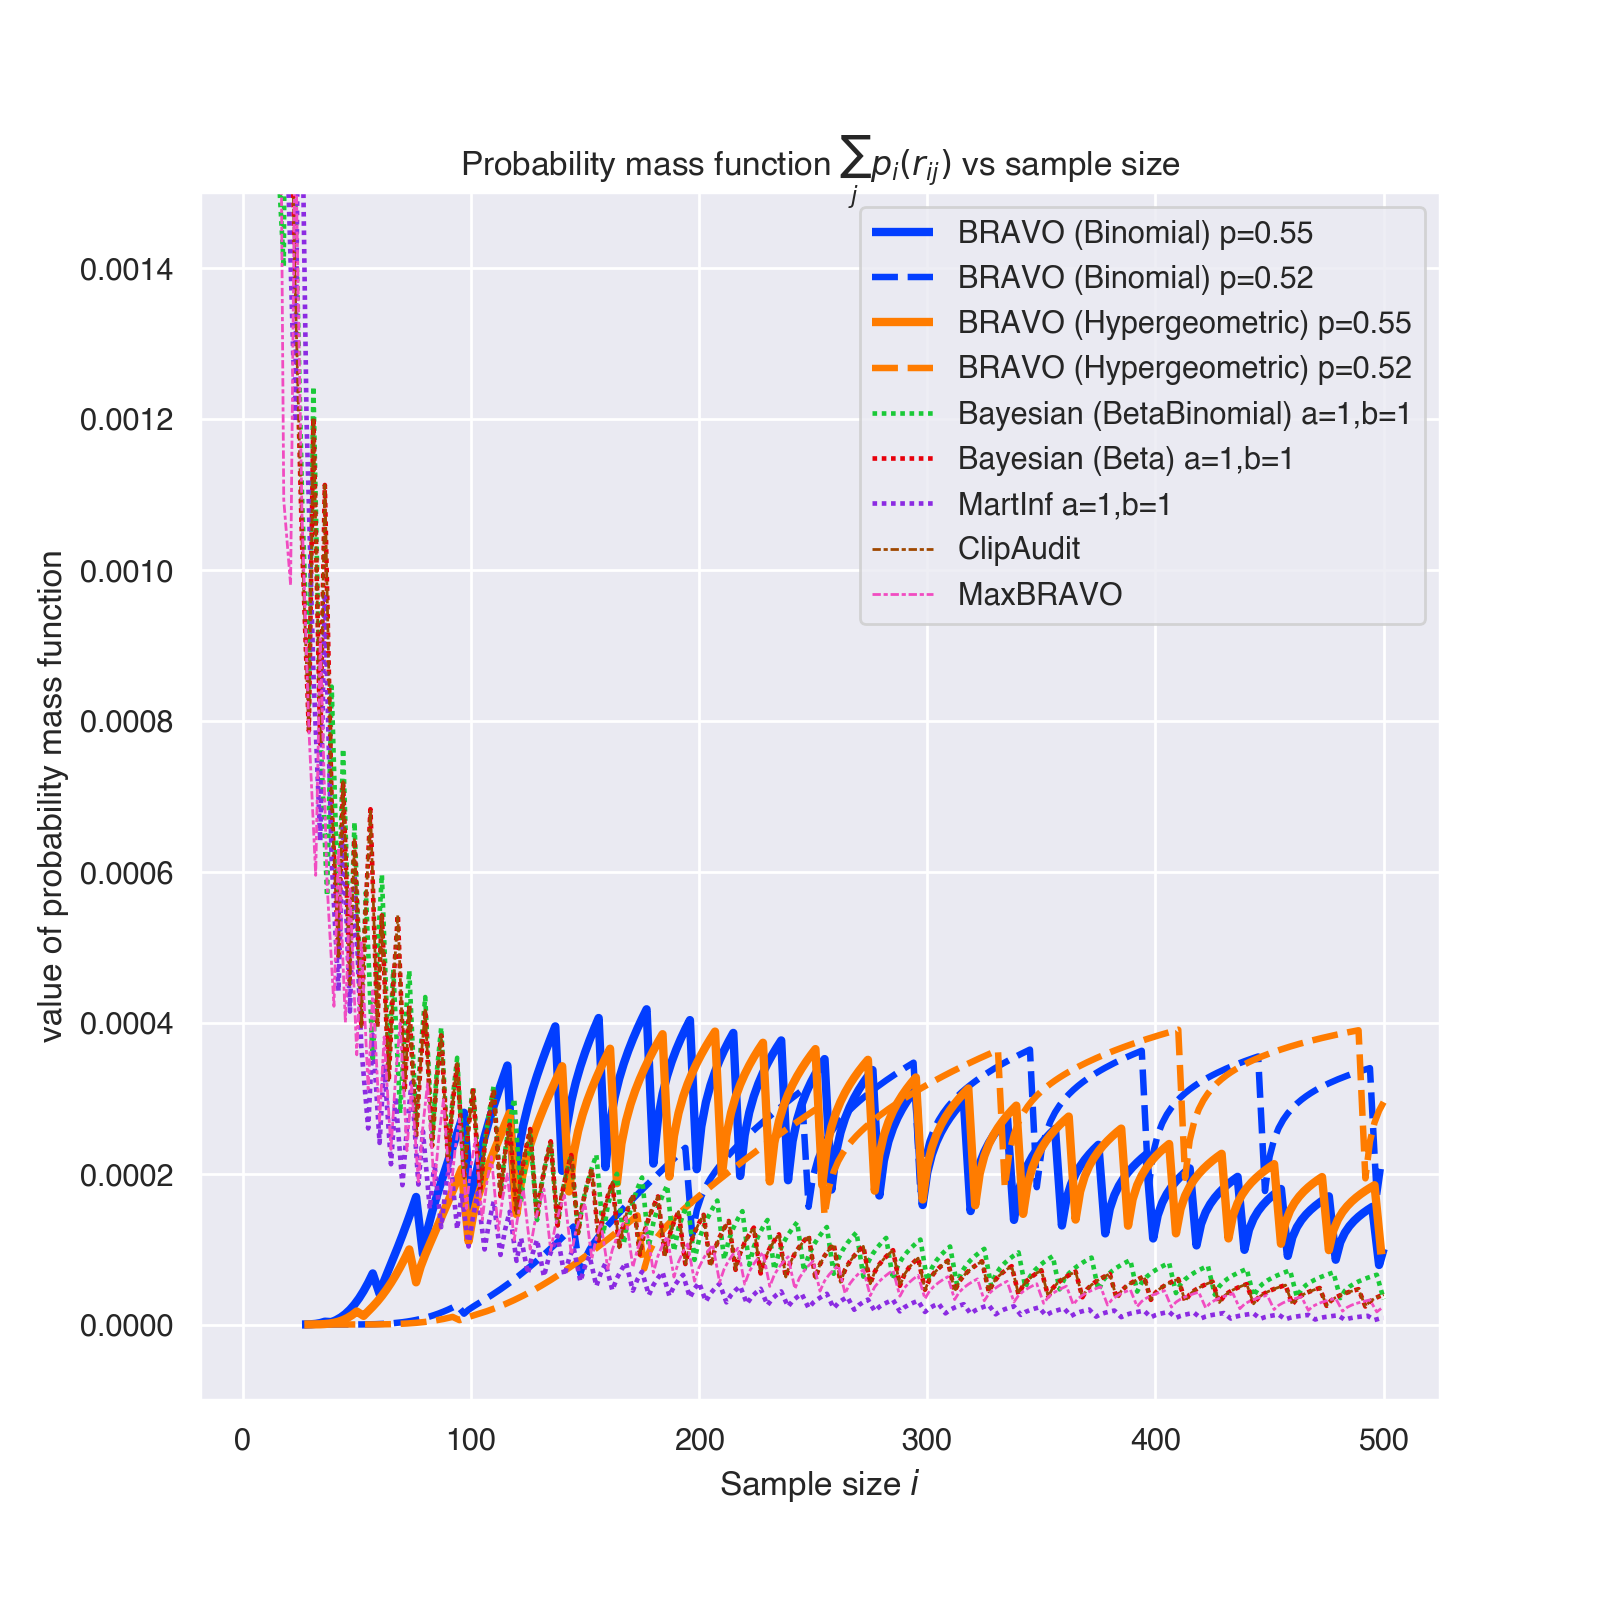 Probability mass function ∑ p_i(r_ij) vs sample size
j
BRAVO (Binomial) p=0.55
BRAVO (Binomial) p=0.52
BRAVO (Hypergeometric) p=0.55
BRAVO (Hypergeometric) p=0.52
Bayesian (BetaBinomial) a=1,b=1
Bayesian (Beta) a=1,b=1
MartInf a=1,b=1
ClipAudit
MaxBRAVO
value of probability mass function
0.0014
0.0012
0.0010
0.0008
0.0006
0.0004
0.0002
0.0000
0 100 200 300 400 500
Sample size i